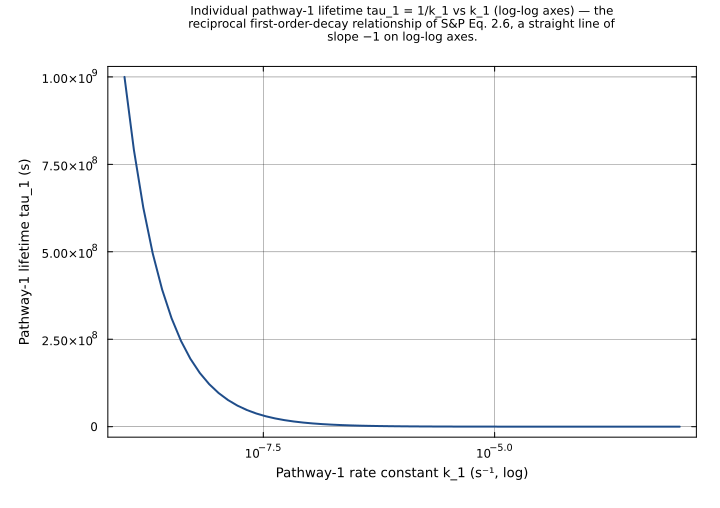 Individual pathway-1 lifetime tau_1 = 1/k_1 vs k_1 (log-log axes) — the
reciprocal first-order-decay relationship of S&P Eq. 2.6, a straight line of
slope −1 on log-log axes.
Pathway-1 lifetime tau_1 (s)
1.00×10⁹
7.50×10⁸
5.00×10⁸
2.50×10⁸
0
10⁻⁷·⁵
10⁻⁵·⁰
Pathway-1 rate constant k_1 (s⁻¹, log)